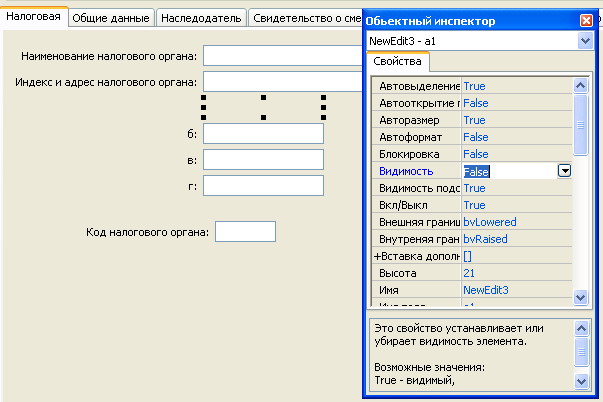 Налоговая Общие данные Наследодатель Свидетельство о сме
Объектный инспектор
NewEdit3 - a1
Свойства
Наименование налогового органа:
Индекс и адрес налогового органа:
б:
в:
г:
Код налогового органа:
Автовыделение True
Автооткрытие п False
Авторазмер True
Автоформат False
Блокировка False
Видимость False
Видимость подс True
Вкл/Выкл True
Внешняя границ bvLowered
Внутреняя гран bvRaised
+Вставка дополн []
Высота 21
Имя NewEdit3
Это свойство устанавливает или
убирает видимость элемента.
Возможные значения:
True - видимый,